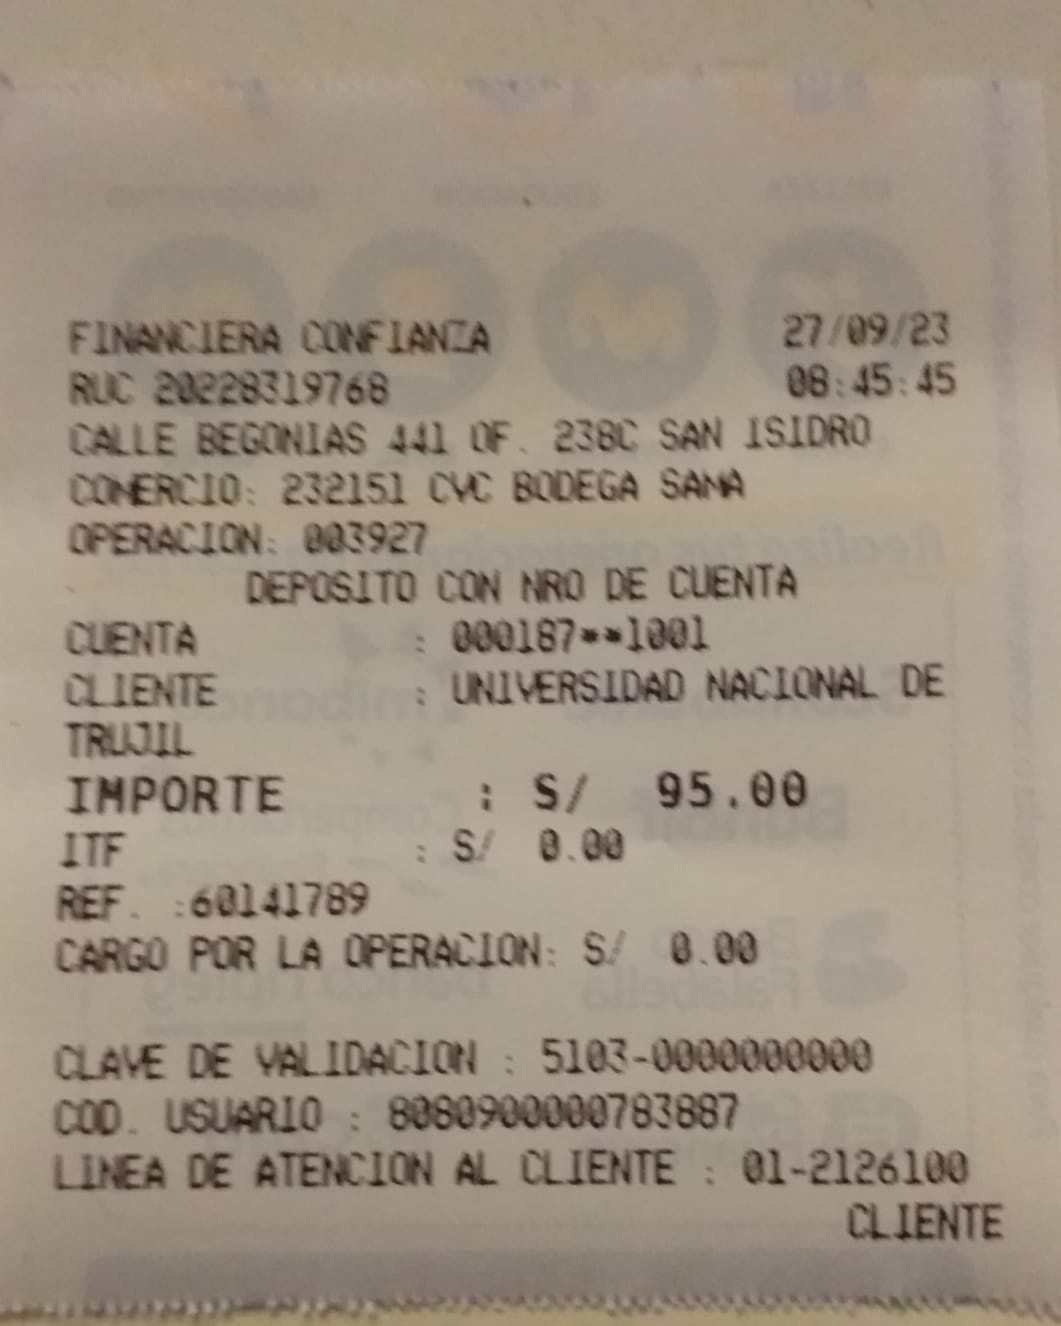 FINANCIERA CONFIANZA 27/09/23
RUC 20228319768 08:45:45
CALLE BEGONIAS 441 OF. 238C SAN ISIDRO
COMERCIO: 232151 CYC BODEGA SAMA
OPERACION: 003927
DEPOSITO CON NRO DE CUENTA
CUENTA : 000187**1001
CLIENTE : UNIVERSIDAD NACIONAL DE
TRUJIL
IMPORTE : S/ 95.00
ITF : S/ 0.00
REF. :60141789
CARGO POR LA OPERACION: S/ 0.00
CLAVE DE VALIDACION : 5103-0000000000
COD. USUARIO : 8080900000783887
LINEA DE ATENCION AL CLIENTE : 01-2126100
CLIENTE